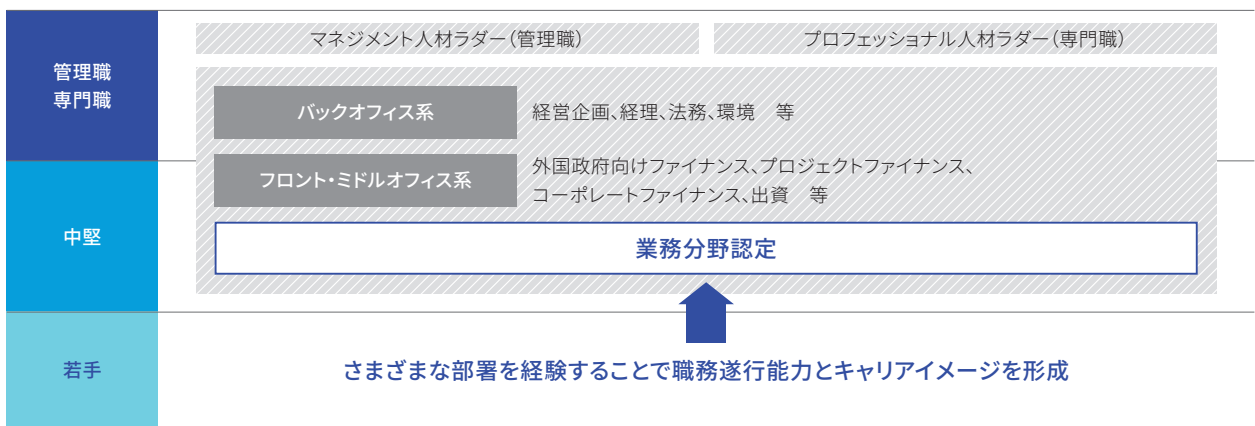 管理職
専門職
マネジメント人材ラダー(管理職)
プロフェッショナル人材ラダー(専門職)
バックオフィス系
経営企画、経理、法務、環境　等
フロント・ミドルオフィス系
外国政府向けファイナンス、プロジェクトファイナンス、
コーポレートファイナンス、出資　等
中堅
業務分野認定
若手
さまざまな部署を経験することで職務遂行能力とキャリアイメージを形成